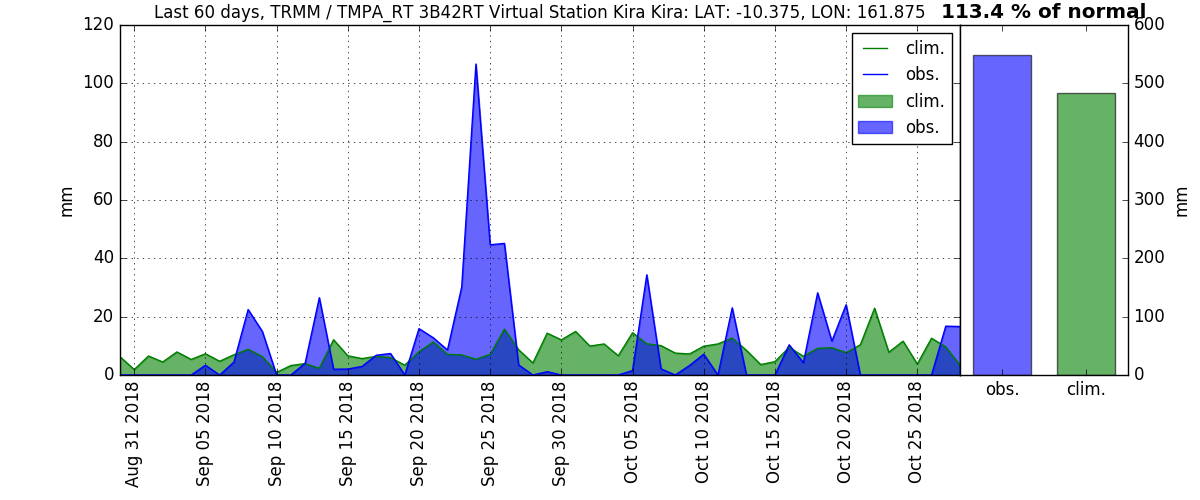 Last 60 days, TRMM / TMPA_RT 3B42RT Virtual Station Kira Kira: LAT: -10.375, LON: 161.875 113.4 % of normal
120
100
80
60
40
20
0
mm
clim.
obs.
clim.
obs.
600
500
400
300
200
100
0
mm
obs.
clim.
Aug 31 2018
Sep 05 2018
Sep 10 2018
Sep 15 2018
Sep 20 2018
Sep 25 2018
Sep 30 2018
Oct 05 2018
Oct 10 2018
Oct 15 2018
Oct 20 2018
Oct 25 2018